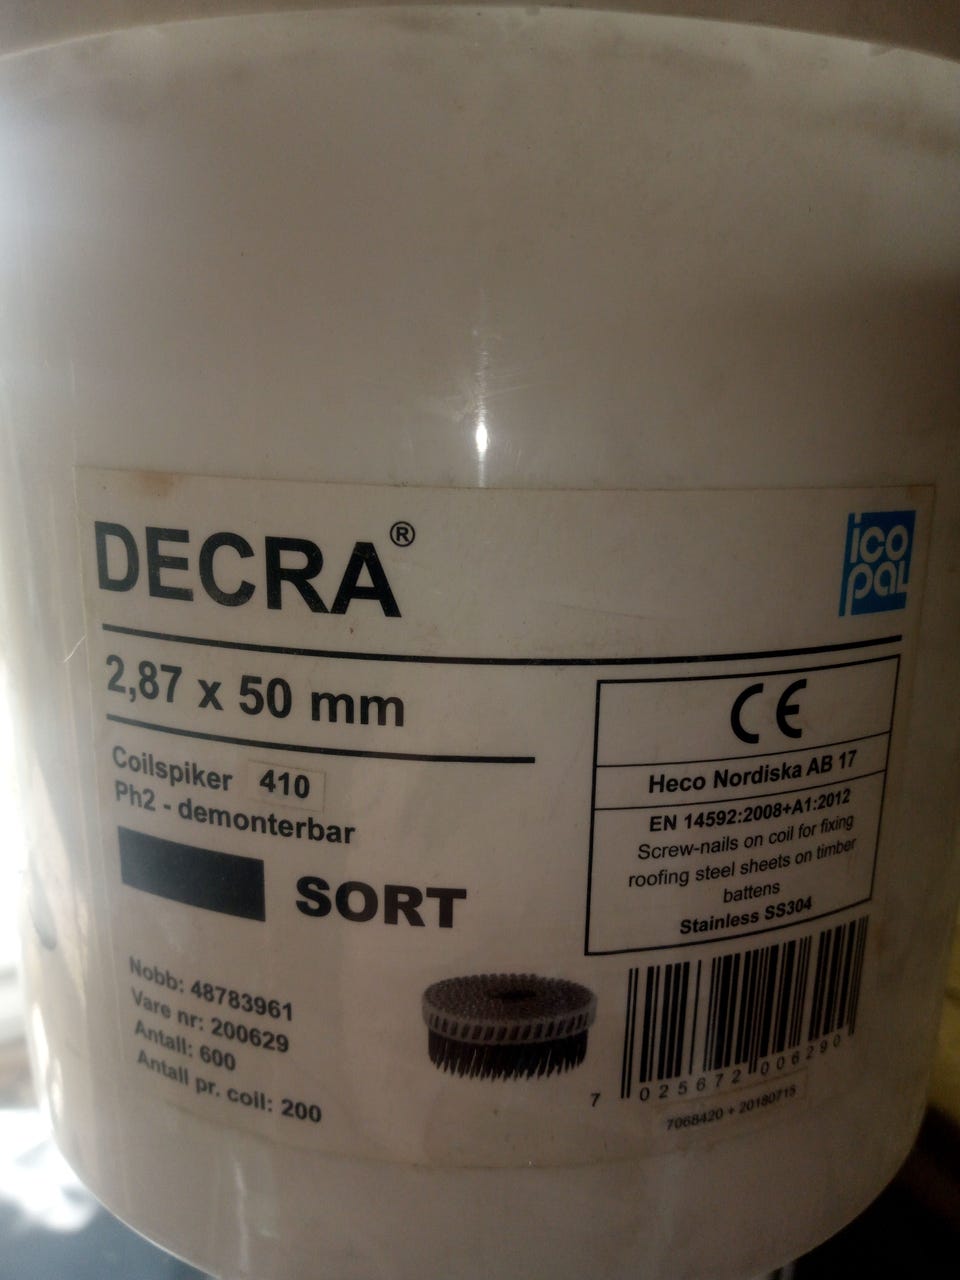 DECRA®
ico
pal
2,87 x 50 mm
Coilspiker 410
Ph2 - demonterbar
SORT
CE
Heco Nordiska AB 17
EN 14592:2008+A1:2012
Screw-nails on coil for fixing
roofing steel sheets on timber
battens
Stainless SS304
Nobb: 48783961
Vare nr: 200629
Antall: 600
Antall pr. coil: 200
7 025672 006290
7068420 + 20180715